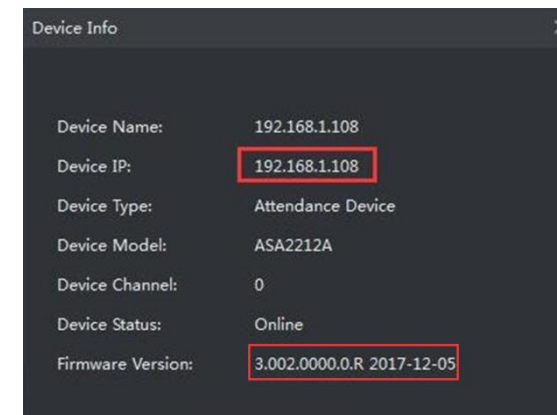 Device Info
Device Name: 192.168.1.108
Device IP: 192.168.1.108
Device Type: Attendance Device
Device Model: ASA2212A
Device Channel: 0
Device Status: Online
Firmware Version: 3.002.0000.0.R 2017-12-05